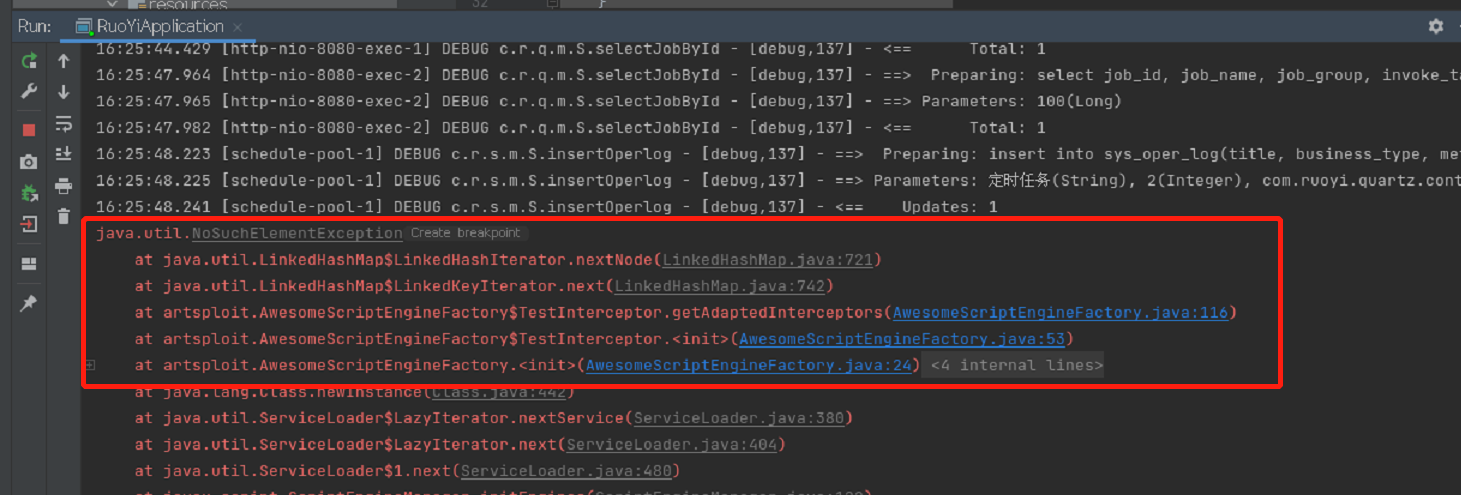 resources
32
}
Run: RuoYiApplication ×
16:25:44.429 [http-nio-8080-exec-1] DEBUG c.r.q.m.S.selectJobById - [debug,137] - <==      Total: 1
16:25:47.964 [http-nio-8080-exec-2] DEBUG c.r.q.m.S.selectJobById - [debug,137] - ==>  Preparing: select job_id, job_name, job_group, invoke_ta
16:25:47.965 [http-nio-8080-exec-2] DEBUG c.r.q.m.S.selectJobById - [debug,137] - ==> Parameters: 100(Long)
16:25:47.982 [http-nio-8080-exec-2] DEBUG c.r.q.m.S.selectJobById - [debug,137] - <==      Total: 1
16:25:48.223 [schedule-pool-1] DEBUG c.r.s.m.S.insertOperlog - [debug,137] - ==>  Preparing: insert into sys_oper_log(title, business_type, met
16:25:48.225 [schedule-pool-1] DEBUG c.r.s.m.S.insertOperlog - [debug,137] - ==> Parameters: 定时任务(String), 2(Integer), com.ruoyi.quartz.cont
16:25:48.241 [schedule-pool-1] DEBUG c.r.s.m.S.insertOperlog - [debug,137] - <==    Updates: 1
java.util.NoSuchElementException Create breakpoint
at java.util.LinkedHashMap$LinkedHashIterator.nextNode(LinkedHashMap.java:721)
at java.util.LinkedHashMap$LinkedKeyIterator.next(LinkedHashMap.java:742)
at artsploit.AwesomeScriptEngineFactory$TestInterceptor.getAdaptedInterceptors(AwesomeScriptEngineFactory.java:116)
at artsploit.AwesomeScriptEngineFactory$TestInterceptor.<init>(AwesomeScriptEngineFactory.java:53)
at artsploit.AwesomeScriptEngineFactory.<init>(AwesomeScriptEngineFactory.java:24) <4 internal lines>
at java.lang.Class.newInstance(Class.java:442)
at java.util.ServiceLoader$LazyIterator.nextService(ServiceLoader.java:380)
at java.util.ServiceLoader$LazyIterator.next(ServiceLoader.java:404)
at java.util.ServiceLoader$1.next(ServiceLoader.java:480)